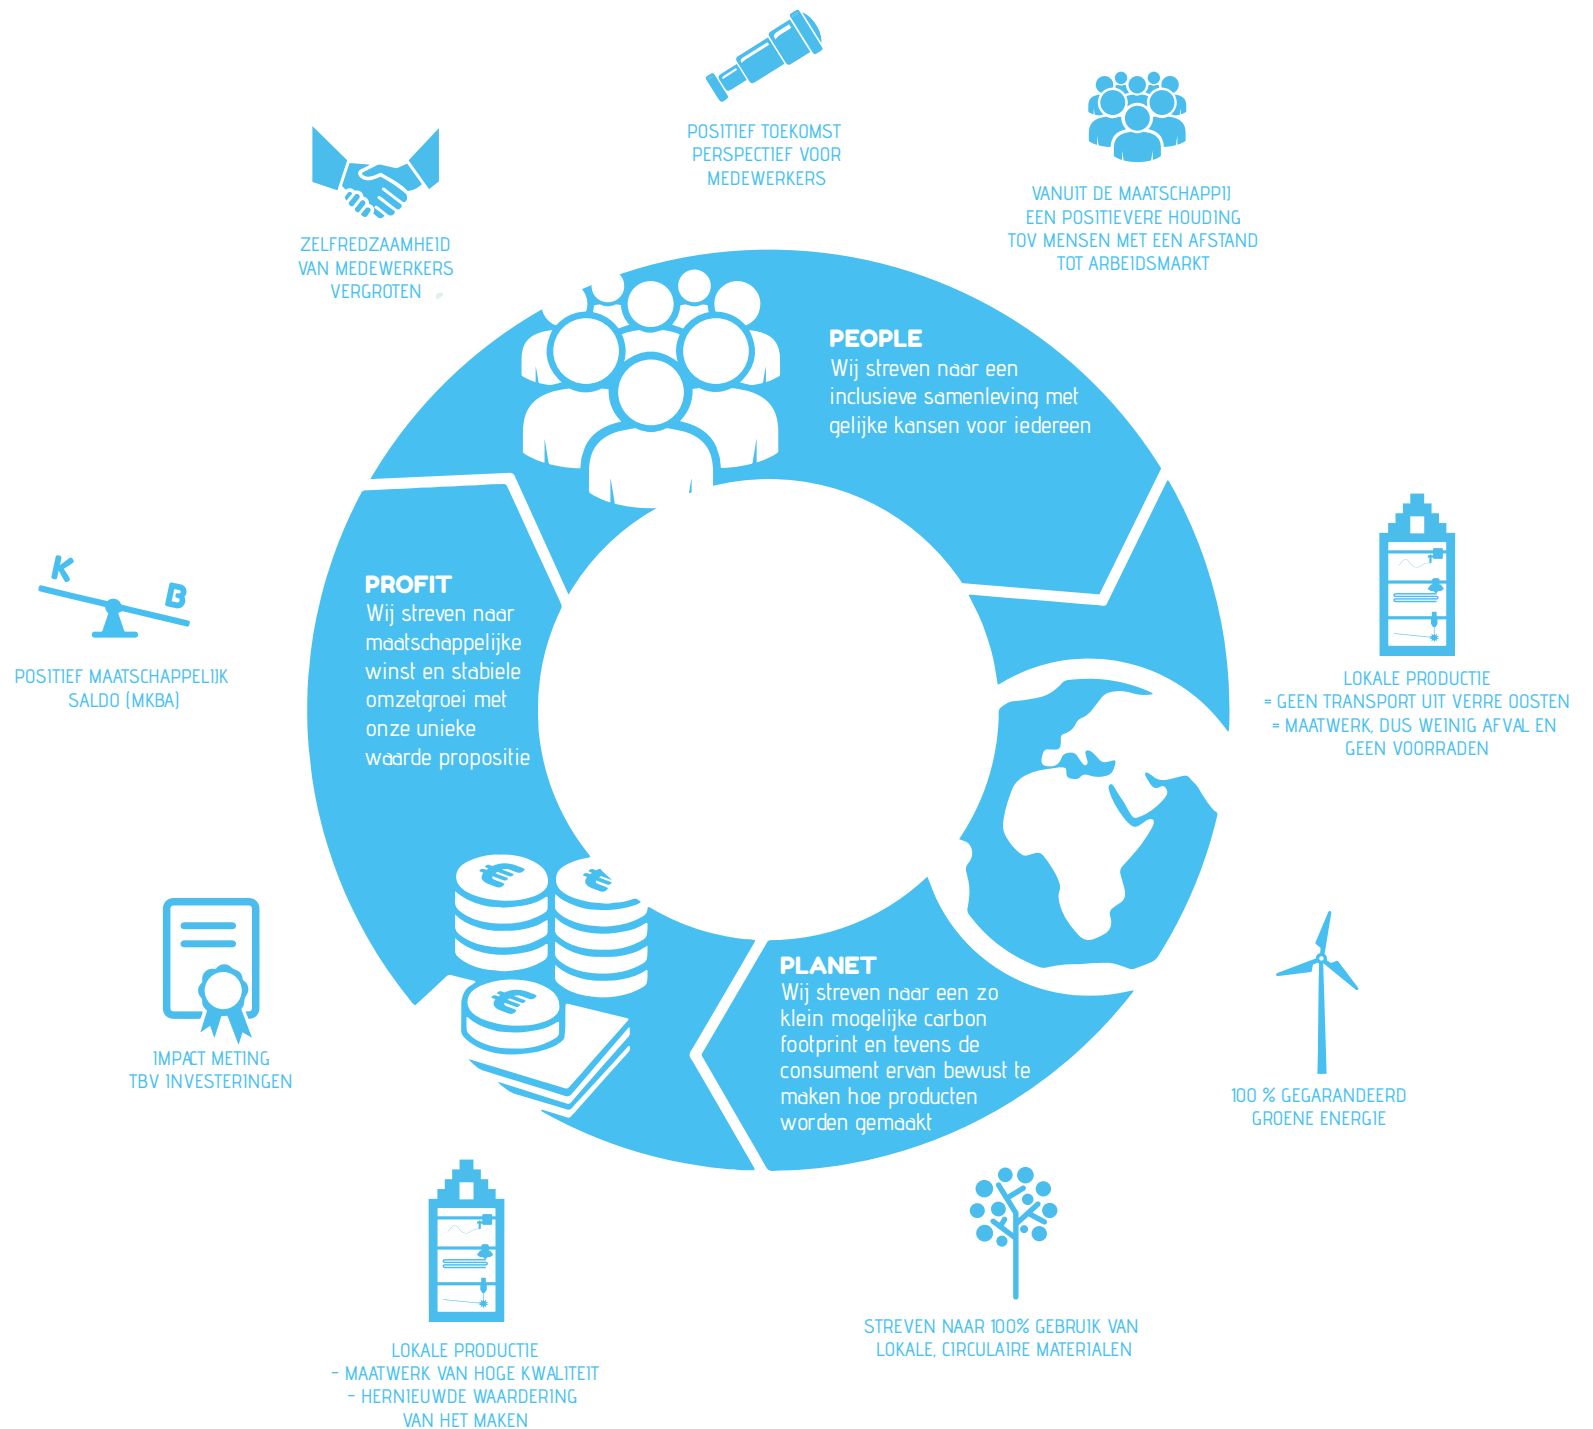 POSITIEF TOEKOMST
PERSPECTIEF VOOR
MEDEWERKERS
VANUIT DE MAATSCHAPPIJ
EEN POSITIEVERE HOUDING
TOV MENSEN MET EEN AFSTAND
TOT ARBEIDSMARKT
ZELFREDZAAMHEID
VAN MEDEWERKERS
VERGROTEN
PEOPLE
Wij streven naar een
inclusieve samenleving met
gelijke kansen voor iedereen
K
B
POSITIEF MAATSCHAPPELIJK
SALDO (MKBA)
PROFIT
Wij streven naar
maatschappelijke
winst en stabiele
omzetgroei met
onze unieke
waarde propositie
LOKALE PRODUCTIE
= GEEN TRANSPORT UIT VERRE OOSTEN
= MAATWERK, DUS WEINIG AFVAL EN
GEEN VOORRADEN
€
€
€
PLANET
Wij streven naar een zo
klein mogelijke carbon
footprint en tevens de
consument ervan bewust te
maken hoe producten
worden gemaakt
IMPACT METING
TBV INVESTERINGEN
100 % GEGARANDEERD
GROENE ENERGIE
STREVEN NAAR 100% GEBRUIK VAN
LOKALE, CIRCULAIRE MATERIALEN
LOKALE PRODUCTIE
- MAATWERK VAN HOGE KWALITEIT
- HERNIEUWDE WAARDERING
VAN HET MAKEN